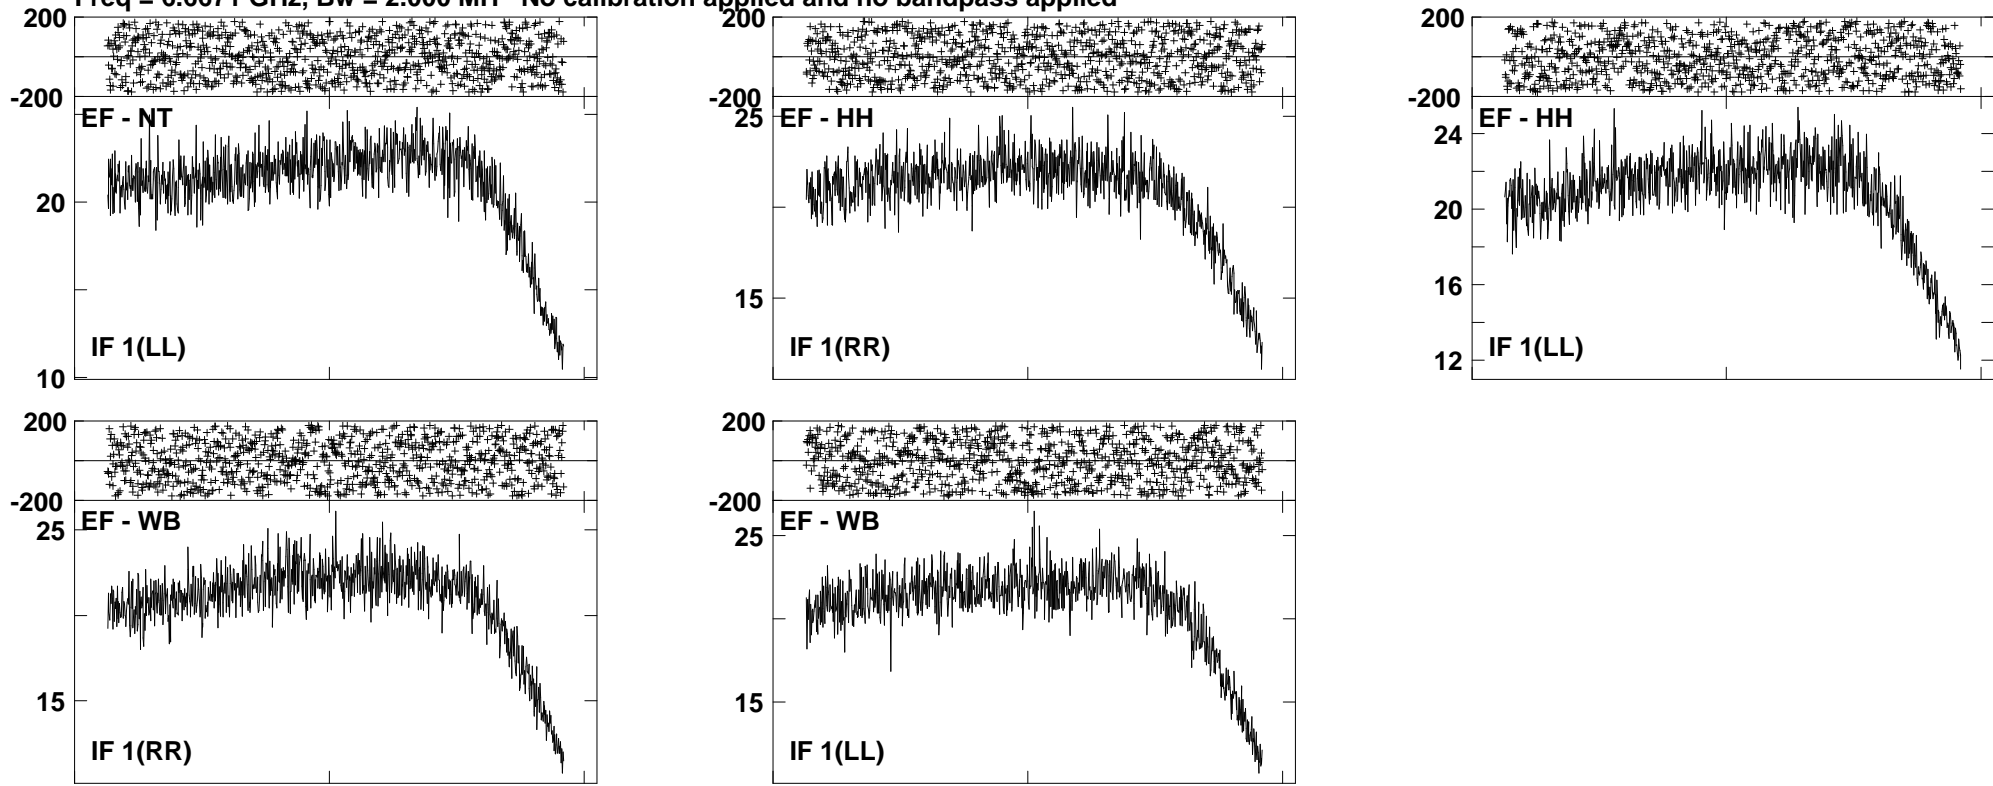 No calibration applied and no bandpass applied
200
-200
EF - NT
20
10
IF 1(LL)
200
-200
25
EF - HH
15
IF 1(RR)
200
-200
EF - HH
24
20
16
12
IF 1(LL)
200
-200
EF - WB
25
15
IF 1(RR)
200
-200
EF - WB
25
15
IF 1(LL)